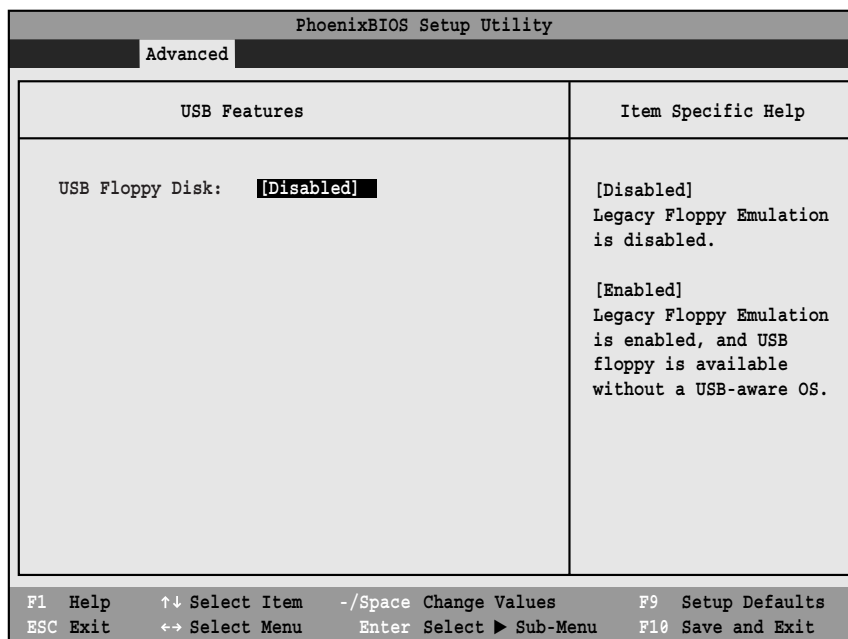 PhoenixBIOS Setup Utility
Advanced
USB Features
Item Specific Help
USB Floppy Disk: [Disabled]
[Disabled]
Legacy Floppy Emulation
is disabled.
[Enabled]
Legacy Floppy Emulation
is enabled, and USB
floppy is available
without a USB-aware OS.
F1 Help ↑↓ Select Item -/Space Change Values F9 Setup Defaults
ESC Exit ←→ Select Menu Enter Select ▶ Sub-Menu F10 Save and Exit